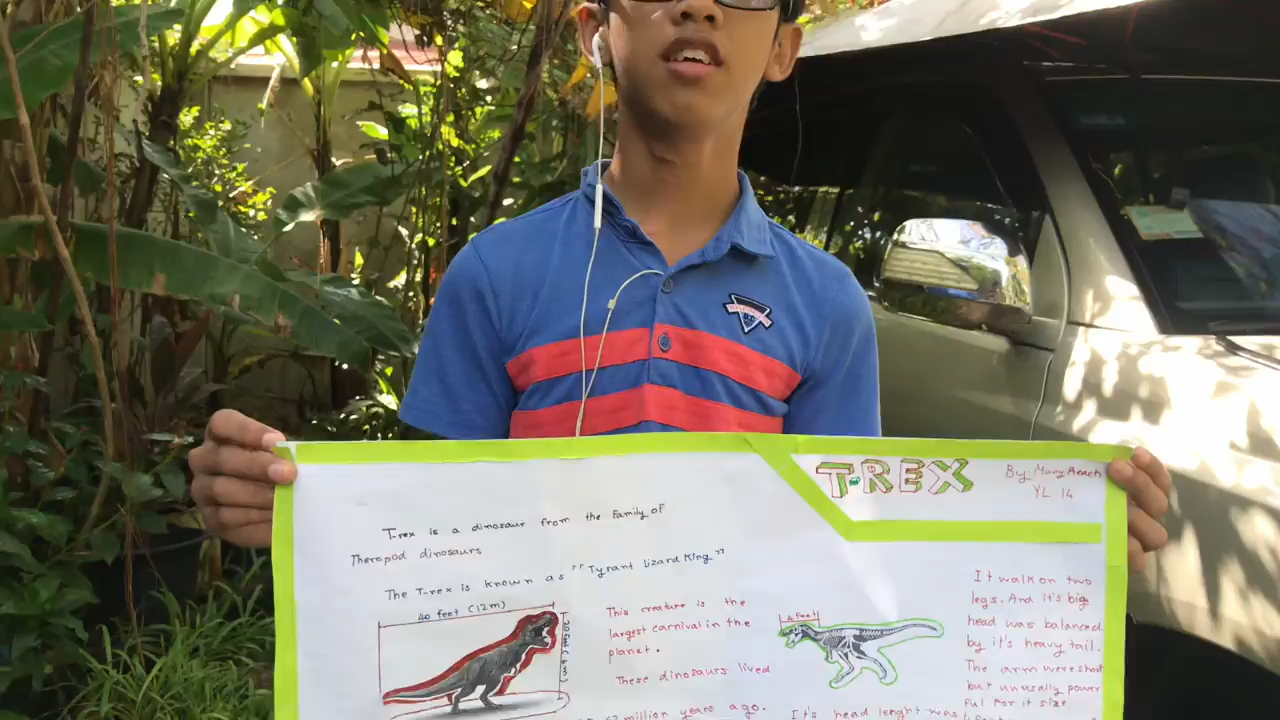 T-REX
By:
YL 14
T-rex is a dinosaur from the Family of
Theropod dinosaurs
The T-rex is known as "Tyrant lizard King"
40 feet (12m)
This creature is the
largest carnival in the
planet.
These dinosaurs lived
million years ago.
4 feet
It's head lenght was
It walk on two
legs. And it's big
head was balanced
by it's heavy tail.
The arm were short
but unusally power
ful for it size